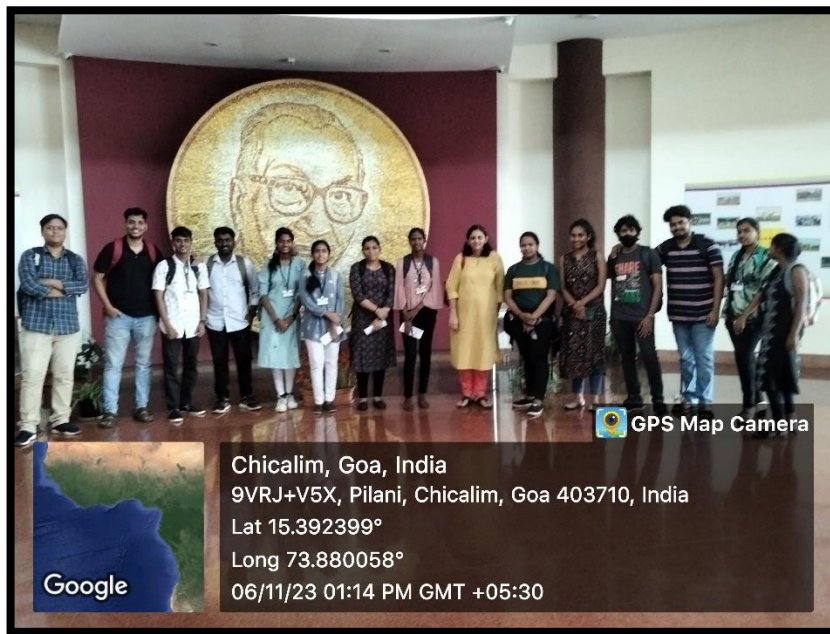 GPS Map Camera
Chicalim, Goa, India
9VRJ+V5X, Pilani, Chicalim, Goa 403710, India
Lat 15.392399°
Long 73.880058°
06/11/23 01:14 PM GMT +05:30
Google
SHARE